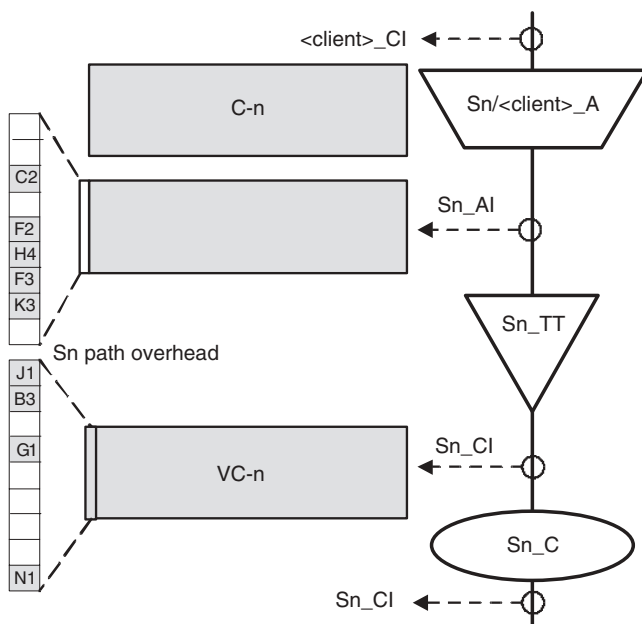 <client>_CI
C-n
Sn/<client>_A
C2
F2
H4
F3
K3
Sn_AI
Sn_TT
Sn path overhead
J1
B3
G1
N1
VC-n
Sn_CI
Sn_C
Sn_CI